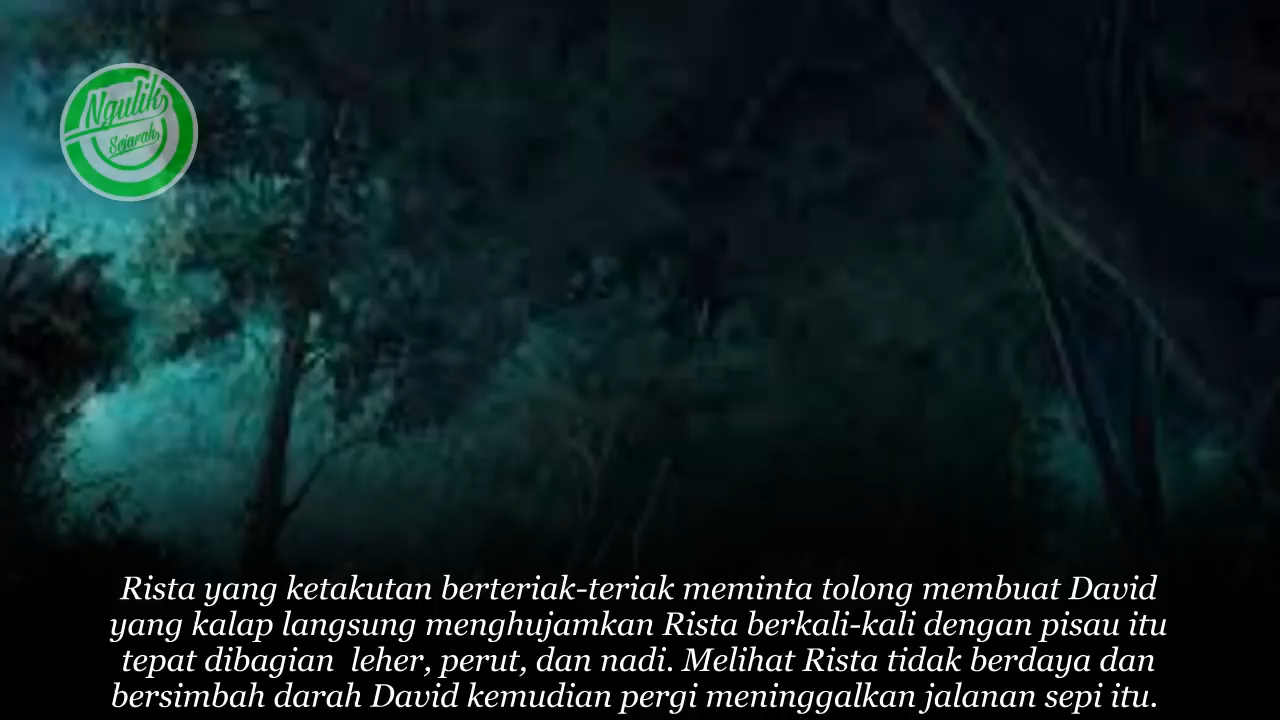 Ngulik
Sejarah
Rista yang ketakutan berteriak-teriak meminta tolong membuat David
yang kalap langsung menghujamkan Rista berkali-kali dengan pisau itu
tepat dibagian  leher, perut, dan nadi. Melihat Rista tidak berdaya dan
bersimbah darah David kemudian pergi meninggalkan jalanan sepi itu.